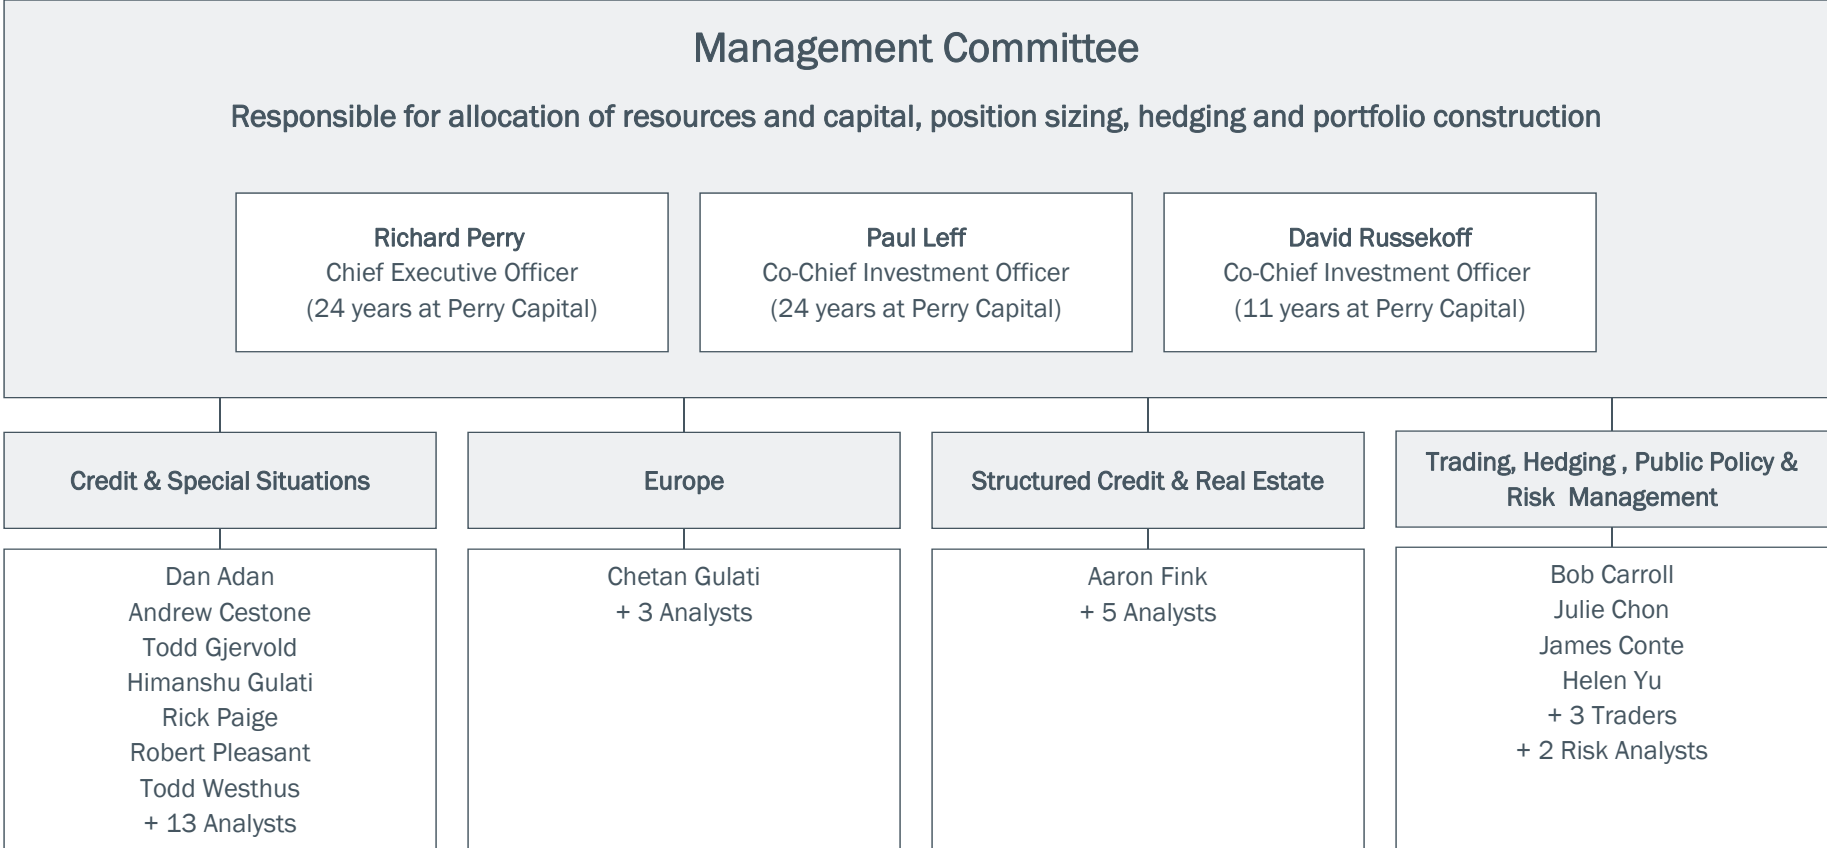 Management Committee
Responsible for allocation of resources and capital, position sizing, hedging and portfolio construction
Richard Perry
Chief Executive Officer
(24 years at Perry Capital)
Paul Leff
Co-Chief Investment Officer
(24 years at Perry Capital)
David Russekoff
Co-Chief Investment Officer
(11 years at Perry Capital)
Credit & Special Situations
Dan Adan
Andrew Cestone
Todd Gjervold
Himanshu Gulati
Rick Paige
Robert Pleasant
Todd Westhus
+ 13 Analysts
Europe
Chetan Gulati
+ 3 Analysts
Structured Credit & Real Estate
Aaron Fink
+ 5 Analysts
Trading, Hedging , Public Policy &
Risk  Management
Bob Carroll
Julie Chon
James Conte
Helen Yu
+ 3 Traders
+ 2 Risk Analysts